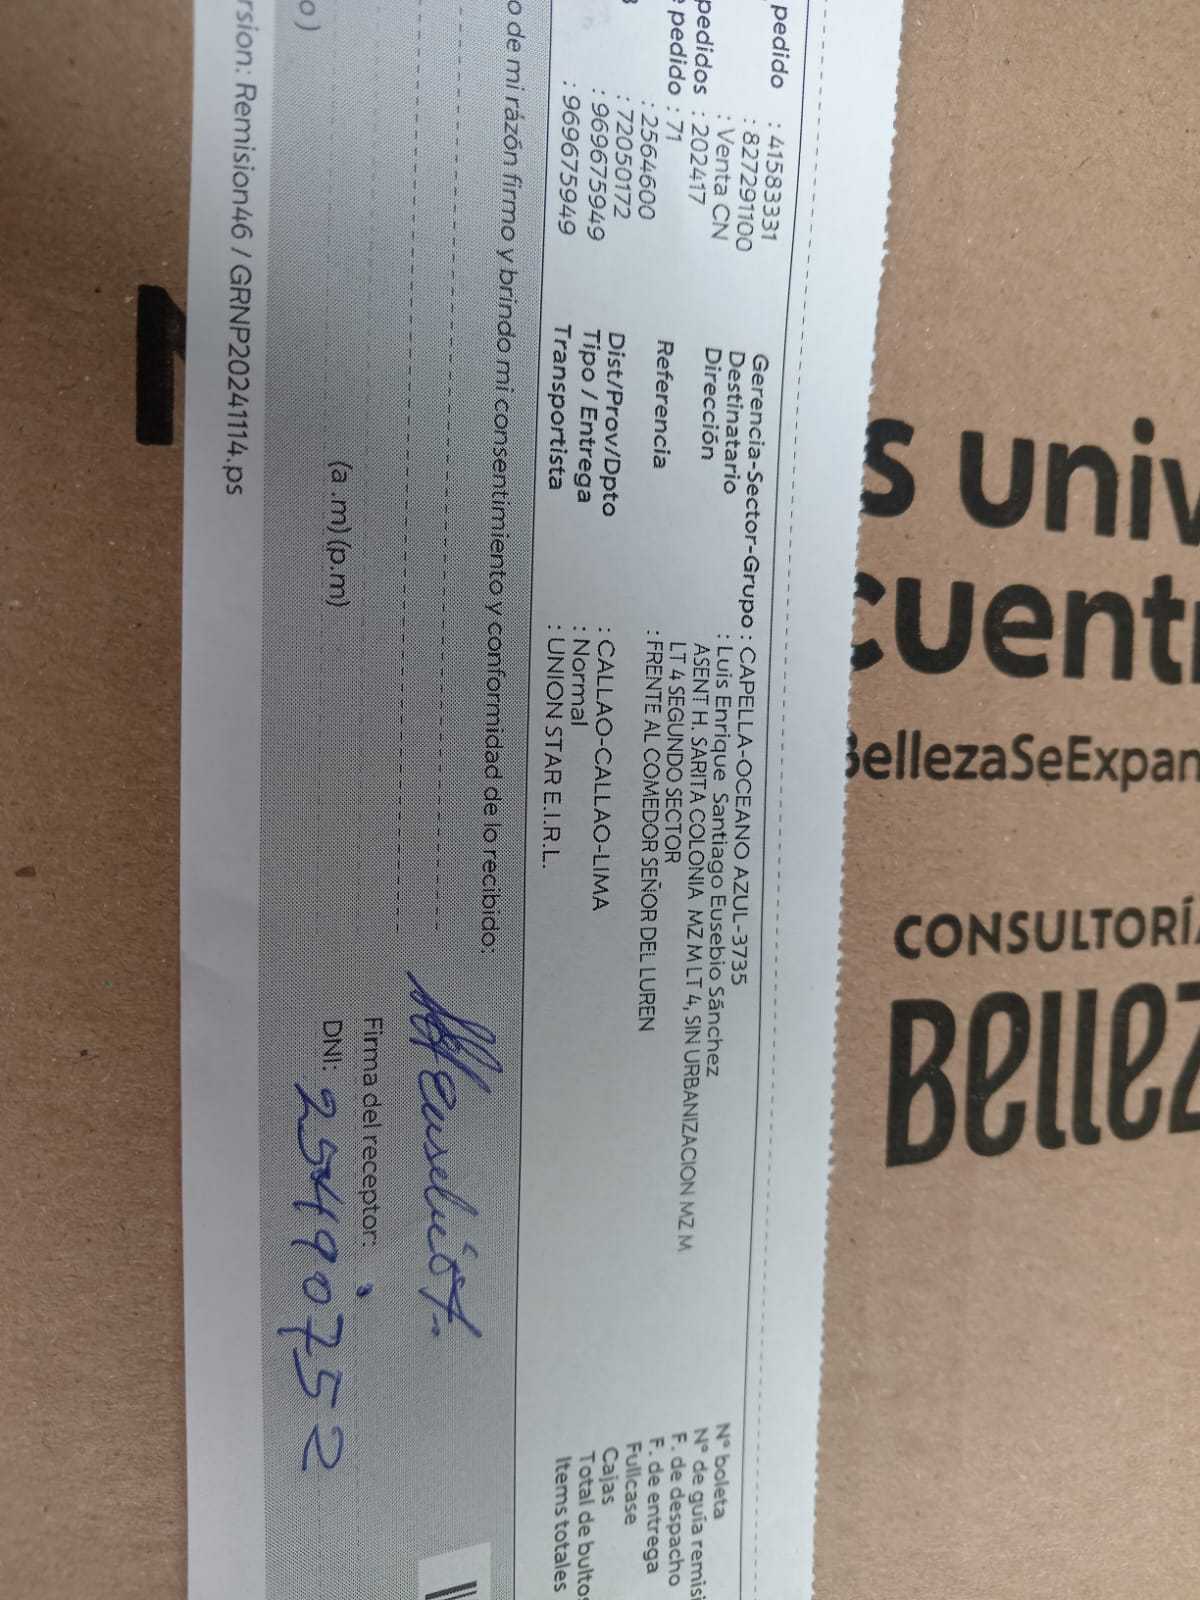 pedido : 41583331
: 827291100
: Venta CN
pedidos : 202417
pedido : 71
: 2564600
: 72050172
: 969675949
: 969675949
Gerencia-Sector-Grupo : CAPELLA-OCEANO AZUL-3735
Destinatario : Luis Enrique Santiago Eusebio Sánchez
Dirección ASENT H. SARITA COLONIA MZ M LT 4, SIN URBANIZACION MZ M
LT 4 SEGUNDO SECTOR
Referencia : FRENTE AL COMEDOR SEÑOR DEL LUREN
Dist/Prov/Dpto : CALLAO-CALLAO-LIMA
Tipo / Entrega : Normal
Transportista : UNION STAR E.I.R.L.
N° boleta
N° de guía remisi
F. de despacho
F. de entrega
Fullcase
Cajas
Total de bultos
Items totales
o de mi rázón firmo y brindo mi consentimiento y conformidad de lo recibido:
Firma del receptor:
(a .m) (p.m)
DNI: 25490752
o )
rsion: Remision46 / GRNP20241114.ps
s univ
cuent
BellezaSeExpan
CONSULTORÍA
Bellez